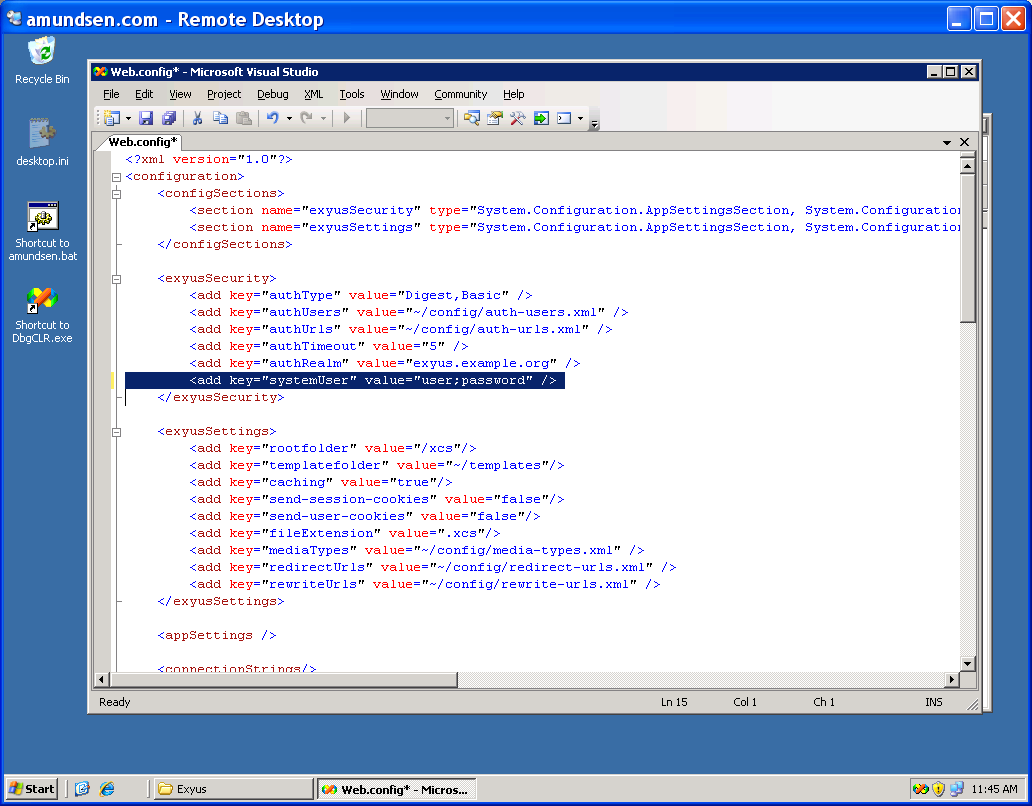 amundsen.com - Remote Desktop
Recycle Bin
desktop.ini
Shortcut to
amundsen.bat
Shortcut to
DbgCLR.exe
Web.config* - Microsoft Visual Studio
File Edit View Project Debug XML Tools Window Community Help
Web.config*
<?xml version="1.0"?>
<configuration>
<configSections>
<section name="exyusSecurity" type="System.Configuration.AppSettingsSection, System.Configuration
<section name="exyusSettings" type="System.Configuration.AppSettingsSection, System.Configuration
</configSections>
<exyusSecurity>
<add key="authType" value="Digest,Basic" />
<add key="authUsers" value="~/config/auth-users.xml" />
<add key="authUrls" value="~/config/auth-urls.xml" />
<add key="authTimeout" value="5" />
<add key="authRealm" value="exyus.example.org" />
<add key="systemUser" value="user;password" />
</exyusSecurity>
<exyusSettings>
<add key="rootfolder" value="/xcs"/>
<add key="templatefolder" value="~/templates"/>
<add key="caching" value="true"/>
<add key="send-session-cookies" value="false"/>
<add key="send-user-cookies" value="false"/>
<add key="fileExtension" value=".xcs"/>
<add key="mediaTypes" value="~/config/media-types.xml" />
<add key="redirectUrls" value="~/config/redirect-urls.xml" />
<add key="rewriteUrls" value="~/config/rewrite-urls.xml" />
</exyusSettings>
<appSettings />
<connectionStrings/>
Ready Ln 15 Col 1 Ch 1 INS
Start Exyus Web.config* - Micros... 11:45 AM